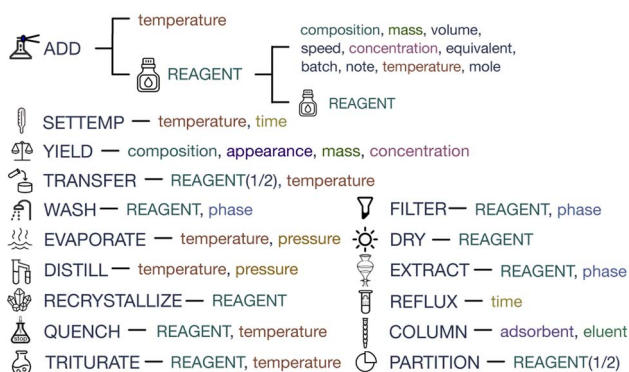 temperature
ADD
REAGENT
composition, mass, volume,
speed, concentration, equivalent,
batch, note, temperature, mole
REAGENT
SETTEMP — temperature, time
YIELD — composition, appearance, mass, concentration
TRANSFER — REAGENT(1/2), temperature
WASH — REAGENT, phase
FILTER — REAGENT, phase
EVAPORATE — temperature, pressure
DRY — REAGENT
DISTILL — temperature, pressure
EXTRACT — REAGENT, phase
RECRYSTALLIZE — REAGENT
REFLUX — time
STOP
QUENCH — REAGENT, temperature
COLUMN — adsorbent, eluent
TRITURATE — REAGENT, temperature
PARTITION — REAGENT(1/2)